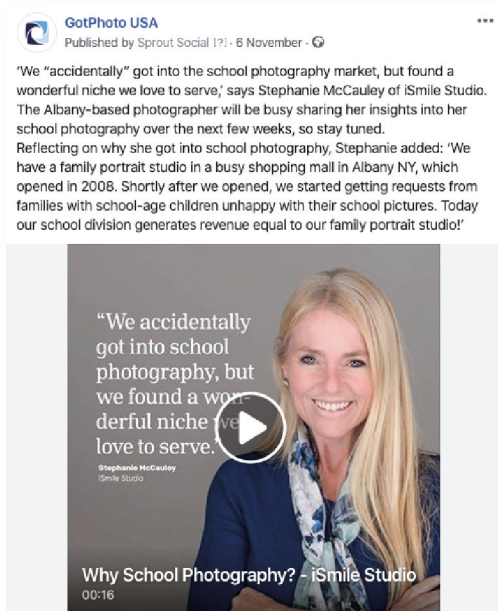 GotPhoto USA
Published by Sprout Social [?] · 6 November ·
‘We “accidentally” got into the school photography market, but found a
wonderful niche we love to serve,’ says Stephanie McCauley of iSmile Studio.
The Albany-based photographer will be busy sharing her insights into her
school photography over the next few weeks, so stay tuned.
Reflecting on why she got into school photography, Stephanie added: ‘We
have a family portrait studio in a busy shopping mall in Albany NY, which
opened in 2008. Shortly after we opened, we started getting requests from
families with school-age children unhappy with their school pictures. Today
our school division generates revenue equal to our family portrait studio!’
“We accidentally
got into school
photography, but
we found a won-
derful niche we
love to serve.”
Stephanie McCauley
iSmile Studio
Why School Photography? - iSmile Studio
00:16